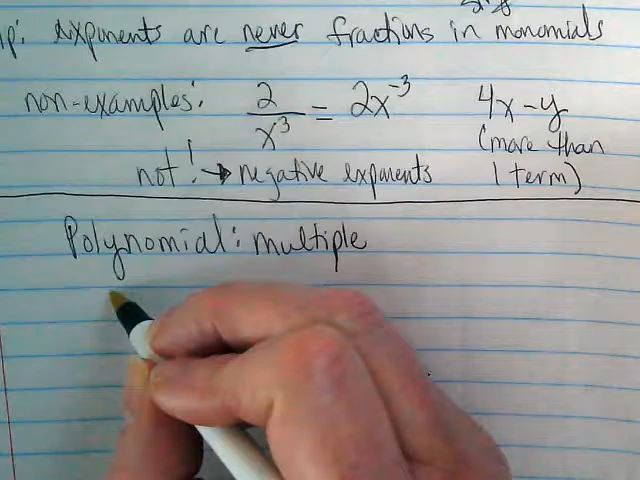 p: exponents are never fractions in monomials
non-examples: 2/x³ = 2x⁻³ 4x-y
(more than
not! → negative exponents 1 term)
Polynomial: multiple